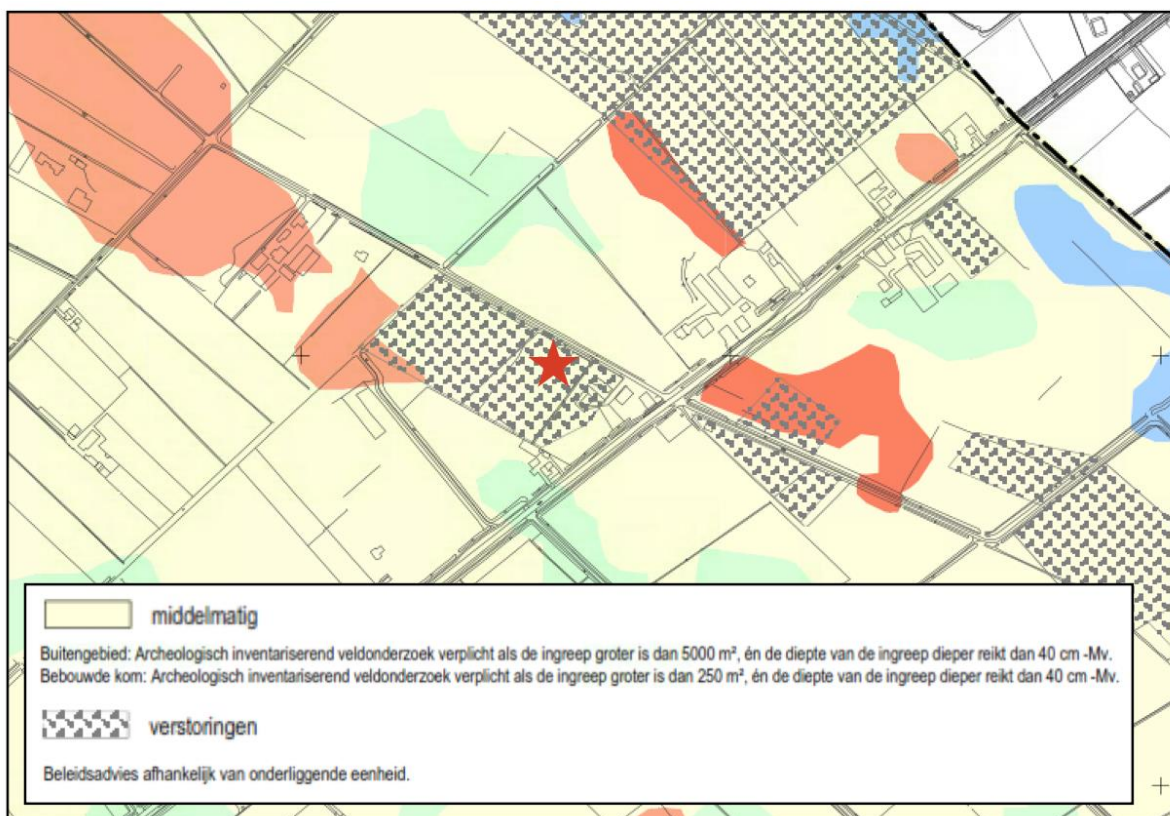 middelmatig
Buitengebied: Archeologisch inventariserend veldonderzoek verplicht als de ingreep groter is dan 5000 m², én de diepte van de ingreep dieper reikt dan 40 cm -Mv.
Bebouwde kom: Archeologisch inventariserend veldonderzoek verplicht als de ingreep groter is dan 250 m², én de diepte van de ingreep dieper reikt dan 40 cm -Mv.
verstoringen
Beleidsadvies afhankelijk van onderliggende eenheid.